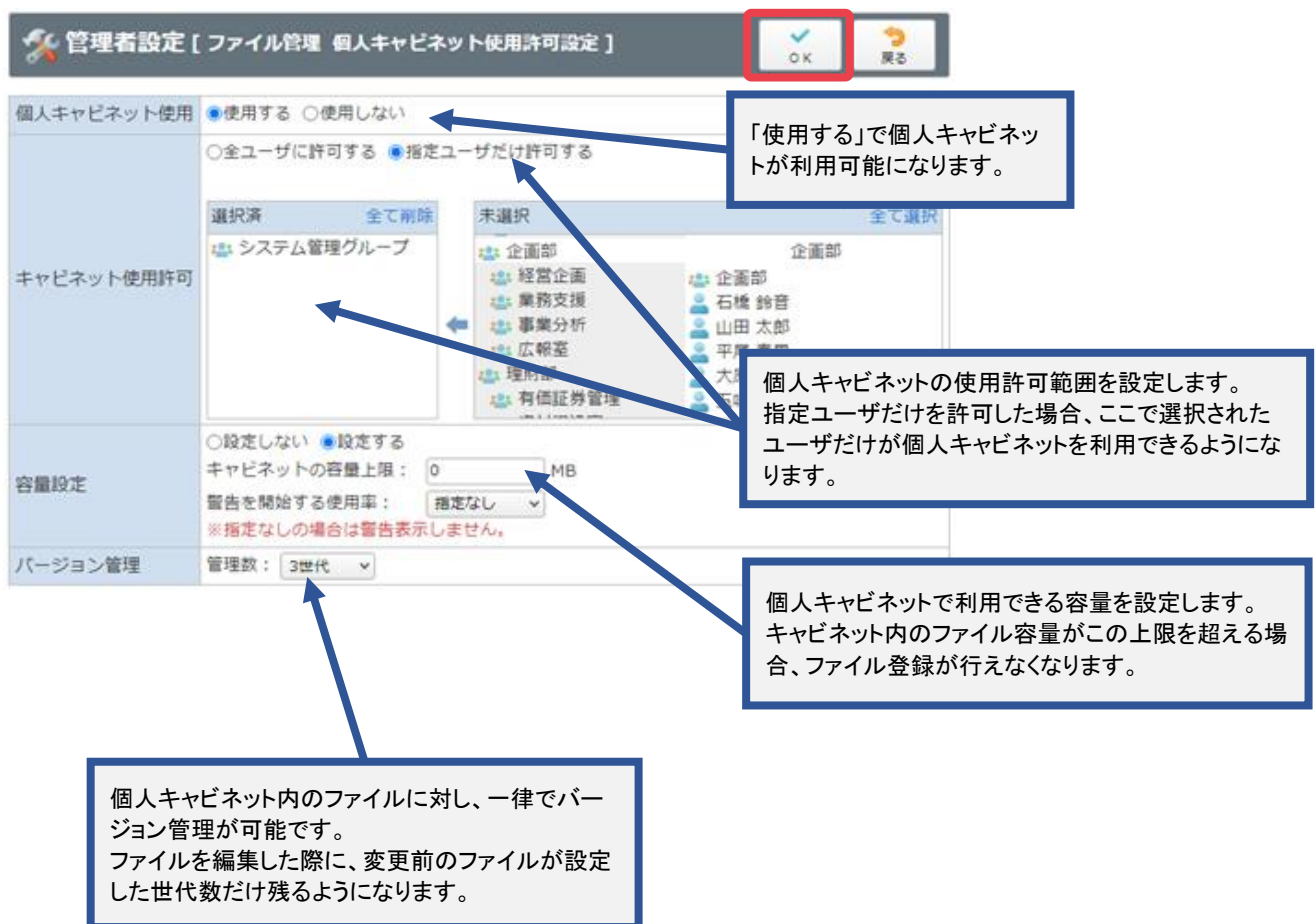 管理者設定 [ ファイル管理 個人キャビネット使用許可設定 ]
OK
戻る
個人キャビネット使用
使用する 使用しない
「使用する」で個人キャビネッ
トが利用可能になります。
キャビネット使用許可
全ユーザに許可する 指定ユーザだけ許可する
選択済 全て削除
システム管理グループ
未選択 全て選択
企画部
経営企画
業務支援
事業分析
広報室
理財部
有価証券管理
企画部
企画部
石橋 鈴音
山田 太郎
個人キャビネットの使用許可範囲を設定します。
指定ユーザだけを許可した場合、ここで選択された
ユーザだけが個人キャビネットを利用できるようにな
ります。
容量設定
設定しない 設定する
キャビネットの容量上限： 0 MB
警告を開始する使用率： 指定なし
※指定なしの場合は警告表示しません。
バージョン管理
管理数： 3世代
個人キャビネットで利用できる容量を設定します。
キャビネット内のファイル容量がこの上限を超える場
合、ファイル登録が行えなくなります。
個人キャビネット内のファイルに対し、一律でバー
ジョン管理が可能です。
ファイルを編集した際に、変更前のファイルが設定
した世代数だけ残るようになります。